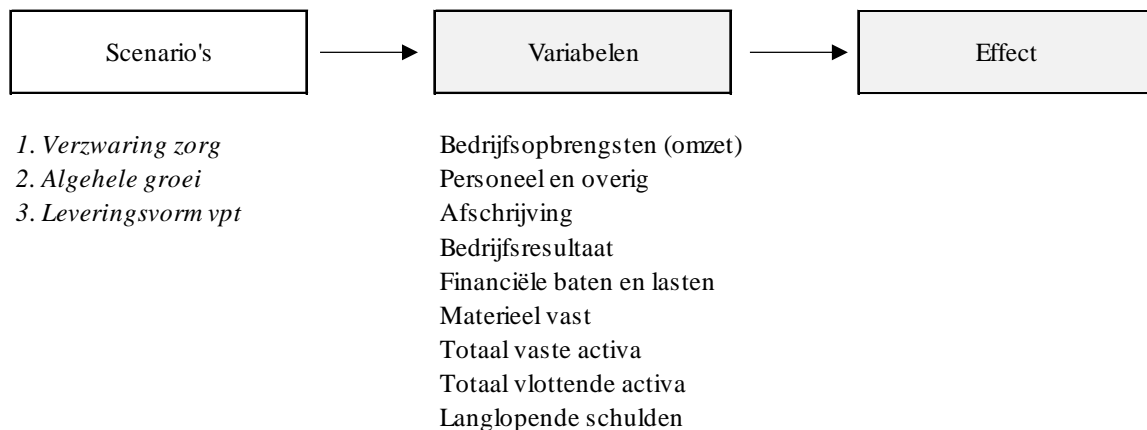 Scenario's
Variabelen
Effect
1. Verzwaring zorg
2. Algehele groei
3. Leveringsvorm vpt
Bedrijfsopbrengsten (omzet)
Personeel en overig
Afschrijving
Bedrijfsresultaat
Financiële baten en lasten
Materieel vast
Totaal vaste activa
Totaal vlottende activa
Langlopende schulden